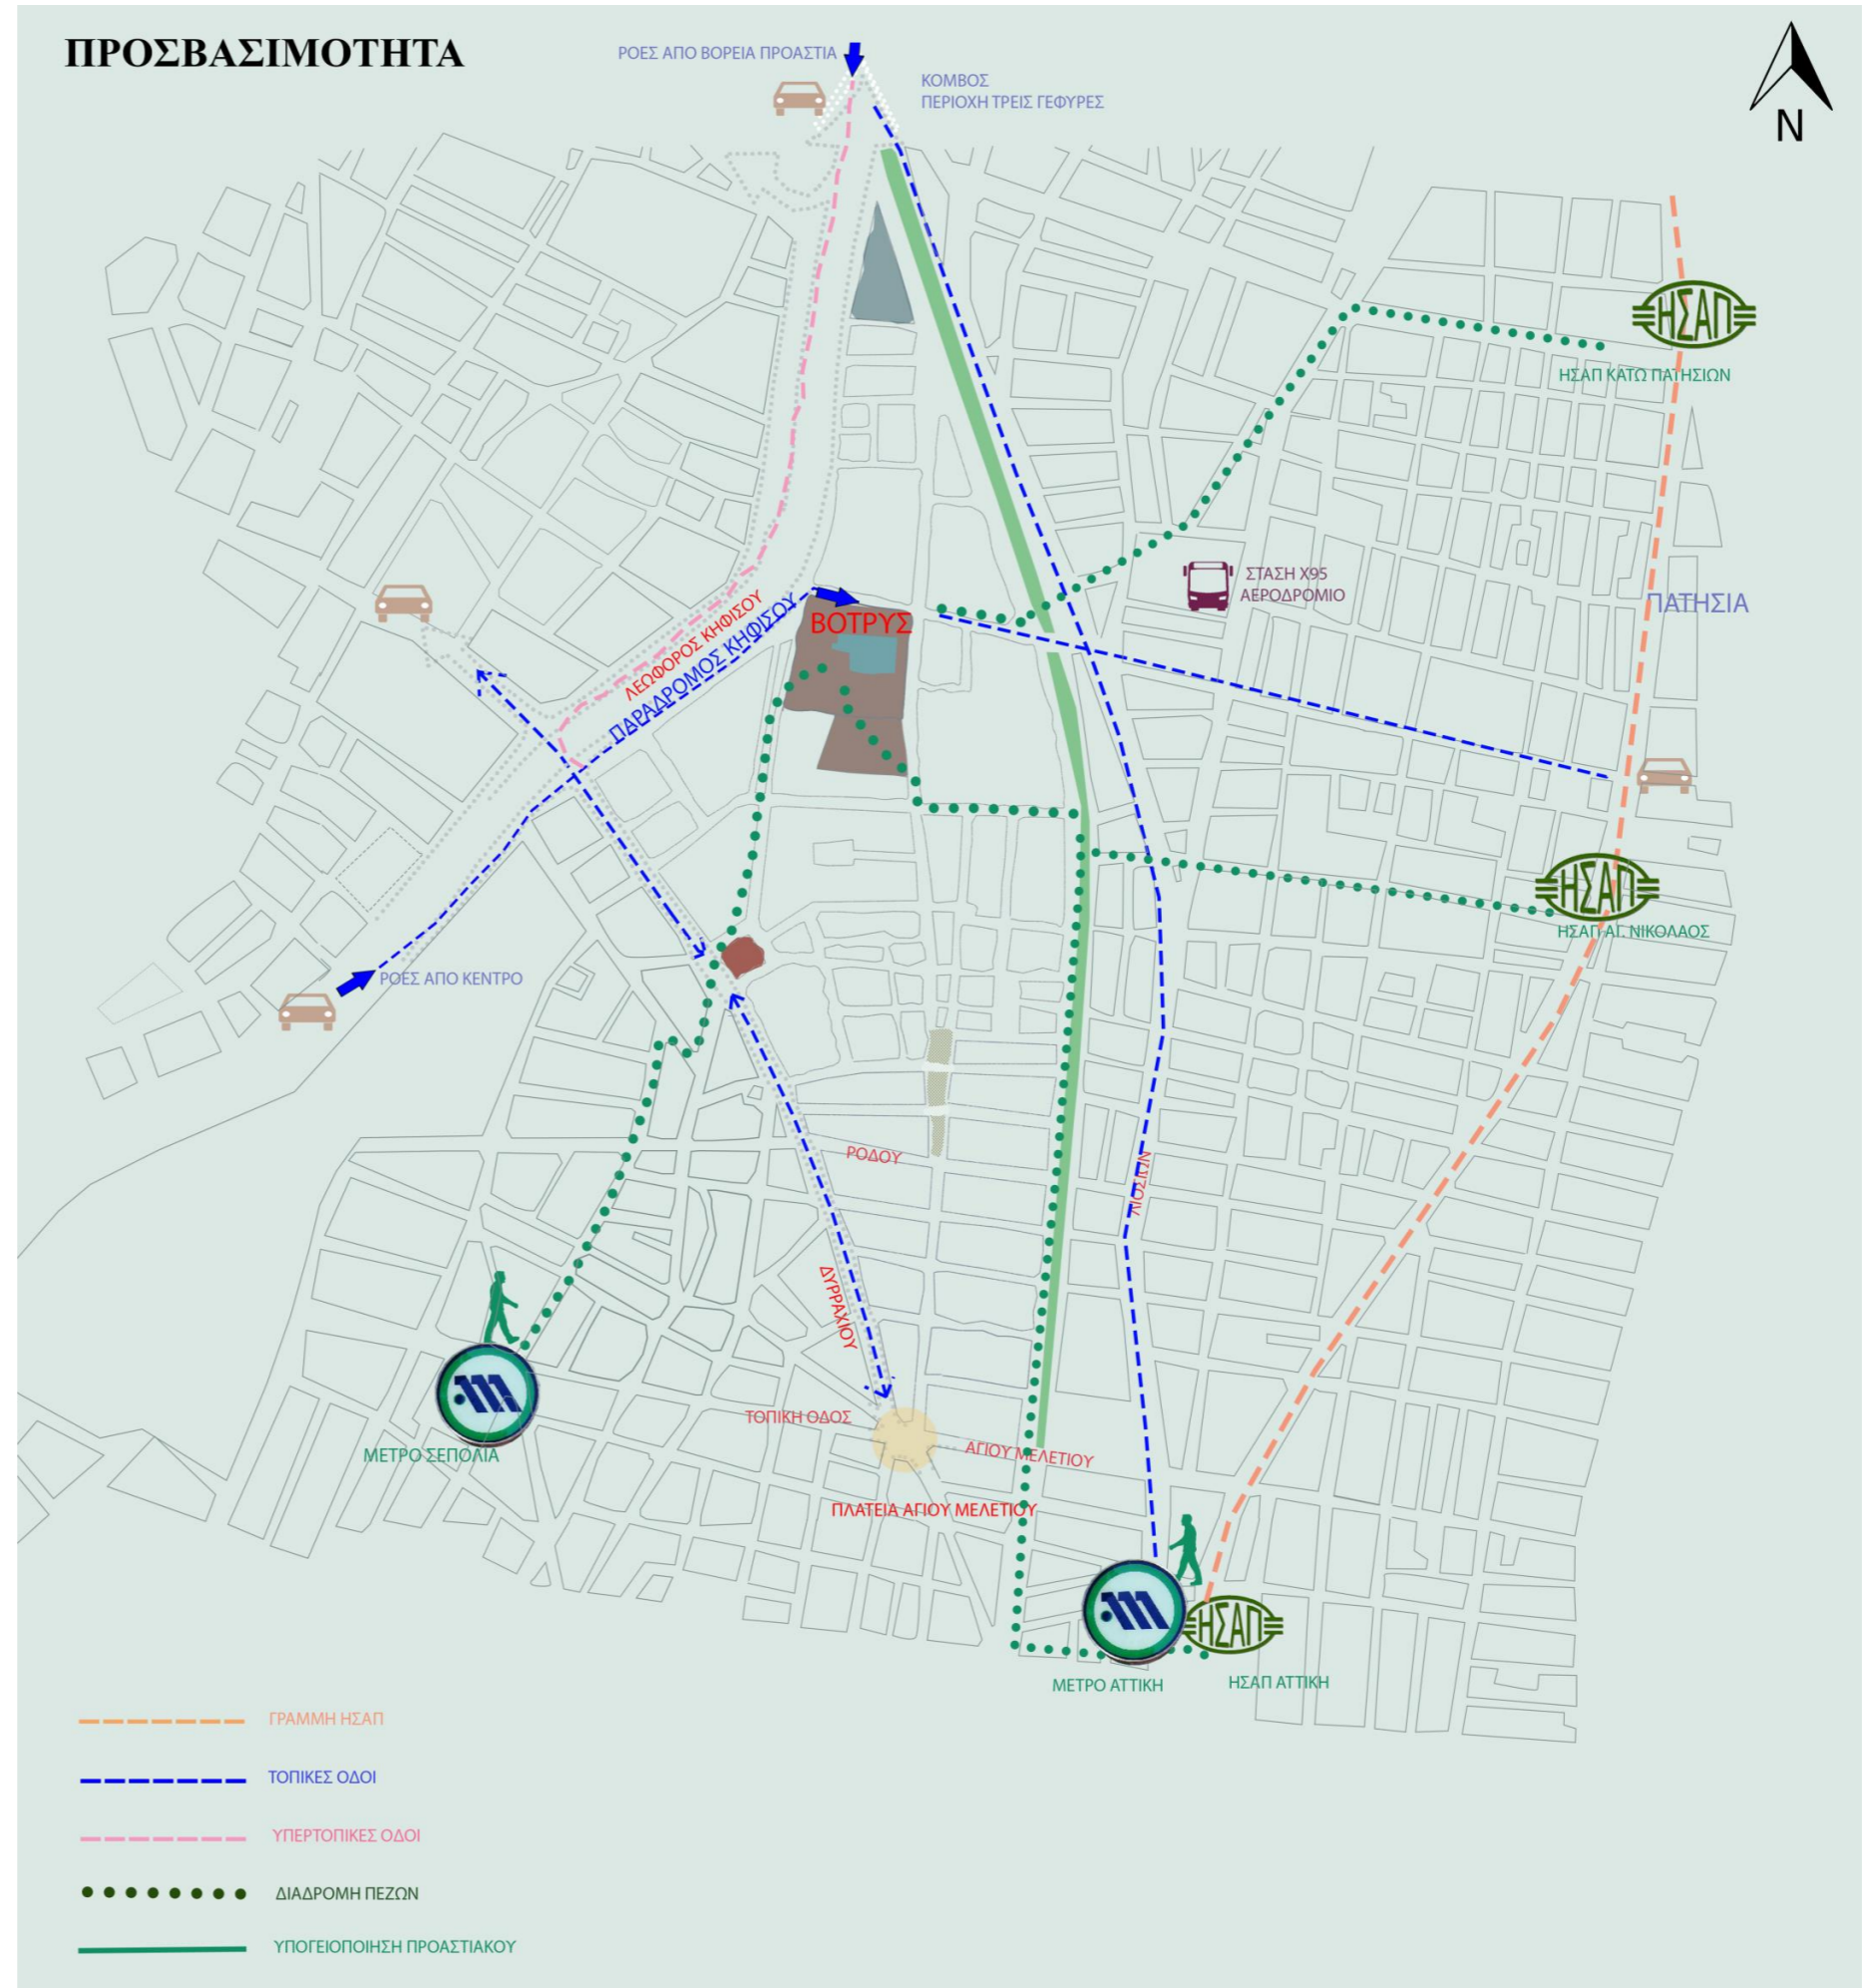 ΠΡΟΣΒΑΣΙΜΟΤΗΤΑ
ΡΟΕΣ ΑΠΟ ΒΟΡΕΙΑ ΠΡΟΑΣΤΙΑ
ΚΟΜΒΟΣ
ΠΕΡΙΟΧΗ ΤΡΕΙΣ ΓΕΦΥΡΕΣ
N
ΗΣΑΠ
ΗΣΑΠ ΚΑΤΩ ΠΑΤΗΣΙΩΝ
ΣΤΑΣΗ Χ95
ΑΕΡΟΔΡΟΜΙΟ
ΠΑΤΗΣΙΑ
ΛΕΩΦΟΡΟΣ ΚΗΦΙΣΟΥ
ΠΑΡΑΔΡΟΜΟΣ ΚΗΦΙΣΟΥ
ΒΟΤΡΥΣ
ΗΣΑΠ
ΗΣΑΠ ΑΓ. ΝΙΚΟΛΑΟΣ
ΡΟΕΣ ΑΠΟ ΚΕΝΤΡΟ
ΡΟΔΟΥ
ΛΙΟΣΙΩΝ
ΔΥΡΡΑΧΙΟΥ
ΤΟΠΙΚΗ ΟΔΟΣ
ΑΓΙΟΥ ΜΕΛΕΤΙΟΥ
ΜΕΤΡΟ ΣΕΠΟΛΙΑ
ΠΛΑΤΕΙΑ ΑΓΙΟΥ ΜΕΛΕΤΙΟΥ
ΗΣΑΠ
ΜΕΤΡΟ ΑΤΤΙΚΗ
ΗΣΑΠ ΑΤΤΙΚΗ
ΓΡΑΜΜΗ ΗΣΑΠ
ΤΟΠΙΚΕΣ ΟΔΟΙ
ΥΠΕΡΤΟΠΙΚΕΣ ΟΔΟΙ
ΔΙΑΔΡΟΜΗ ΠΕΖΩΝ
ΥΠΟΓΕΙΟΠΟΙΗΣΗ ΠΡΟΑΣΤΙΑΚΟΥ